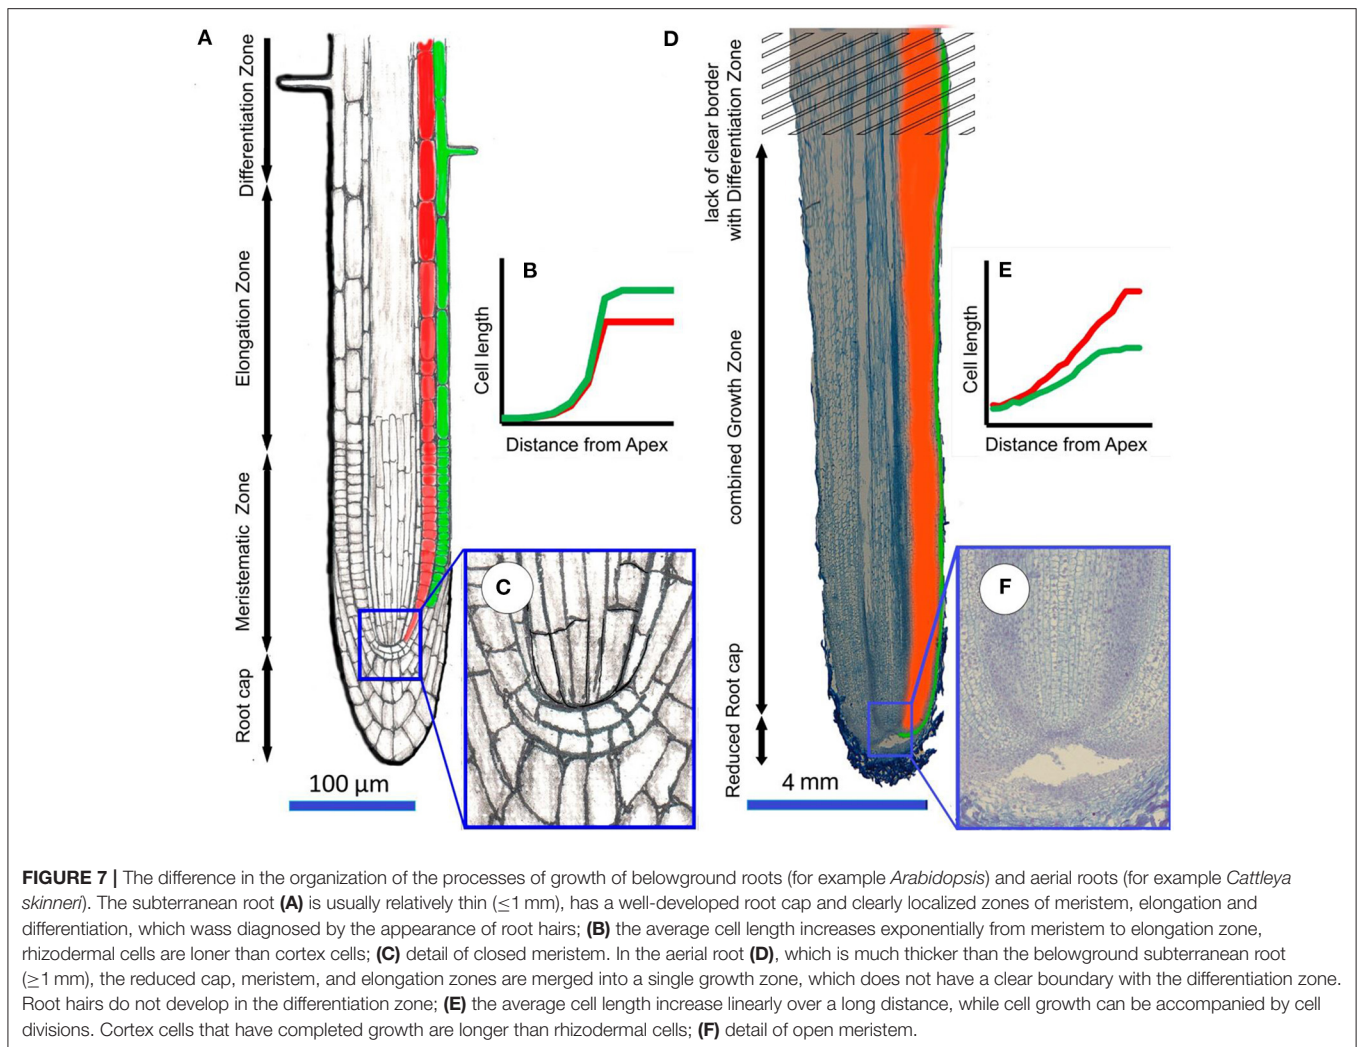 A
Differentiation Zone
Elongation Zone
Meristematic Zone
Root cap
100 µm
B
Cell length
Distance from Apex
C
D
lack of clear border
with Differentiation Zone
combined Growth Zone
Reduced Root cap
4 mm
E
Cell length
Distance from Apex
F
FIGURE 7 | The difference in the organization of the processes of growth of belowground roots (for example Arabidopsis) and aerial roots (for example Cattleya
skinneri). The subterranean root (A) is usually relatively thin (≤1 mm), has a well-developed root cap and clearly localized zones of meristem, elongation and
differentiation, which wass diagnosed by the appearance of root hairs; (B) the average cell length increases exponentially from meristem to elongation zone,
rhizodermal cells are loner than cortex cells; (C) detail of closed meristem. In the aerial root (D), which is much thicker than the belowground subterranean root
(≥1 mm), the reduced cap, meristem, and elongation zones are merged into a single growth zone, which does not have a clear boundary with the differentiation zone.
Root hairs do not develop in the differentiation zone; (E) the average cell length increase linearly over a long distance, while cell growth can be accompanied by cell
divisions. Cortex cells that have completed growth are longer than rhizodermal cells; (F) detail of open meristem.